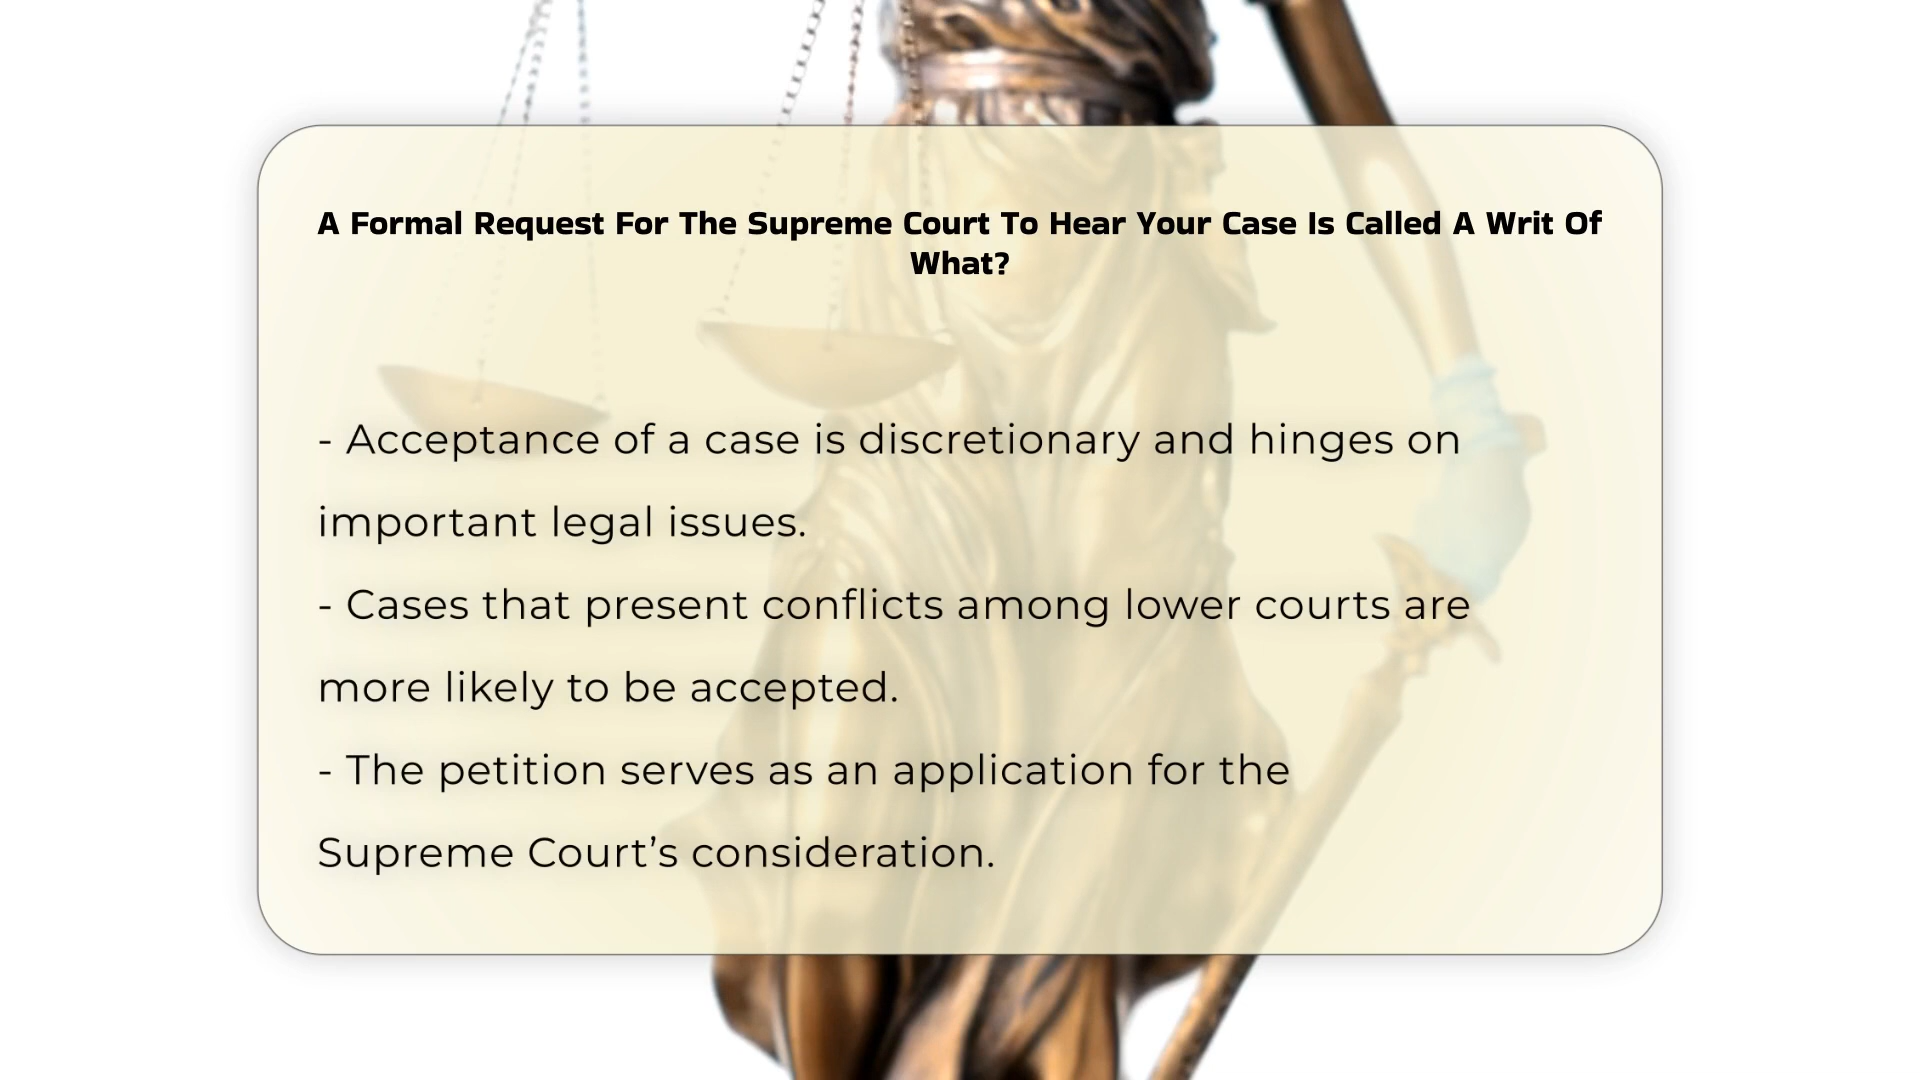 A Formal Request For The Supreme Court To Hear Your Case Is Called A Writ Of
What?
- Acceptance of a case is discretionary and hinges on
important legal issues.
- Cases that present conflicts among lower courts are
more likely to be accepted.
- The petition serves as an application for the
Supreme Court’s consideration.